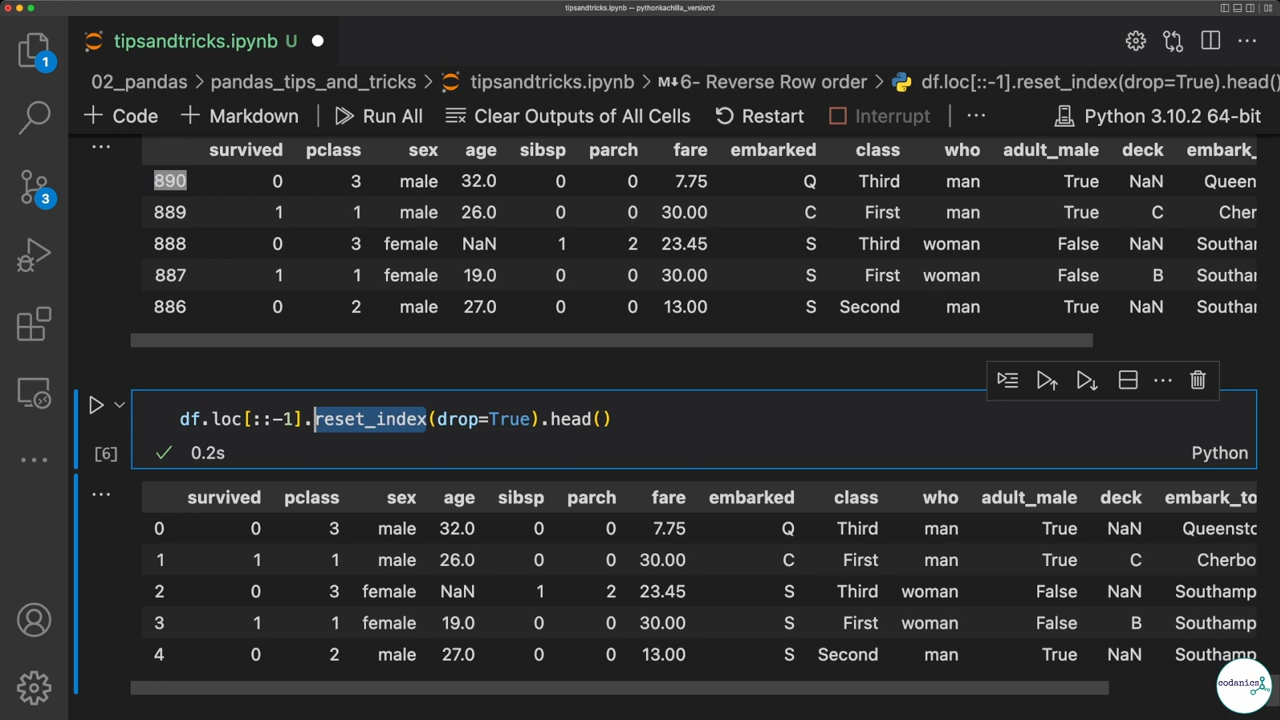 tipsandtricks.ipynb — pythonkachilla_version2
tipsandtricks.ipynb U
02_pandas > pandas_tips_and_tricks > tipsandtricks.ipynb > M↓6- Reverse Row order > df.loc[::-1].reset_index(drop=True).head()
+ Code + Markdown Run All Clear Outputs of All Cells Restart Interrupt ... Python 3.10.2 64-bit
1
3
... survived pclass sex age sibsp parch fare embarked class who adult_male deck embark_
890 0 3 male 32.0 0 0 7.75 Q Third man True NaN Queen
889 1 1 male 26.0 0 0 30.00 C First man True C Cher
888 0 3 female NaN 1 2 23.45 S Third woman False NaN Southar
887 1 1 female 19.0 0 0 30.00 S First woman False B Southar
886 0 2 male 27.0 0 0 13.00 S Second man True NaN Southar
df.loc[::-1].reset_index(drop=True).head()
[6] 0.2s Python
... survived pclass sex age sibsp parch fare embarked class who adult_male deck embark_to
0 0 3 male 32.0 0 0 7.75 Q Third man True NaN Queenstc
1 1 1 male 26.0 0 0 30.00 C First man True C Cherbo
2 0 3 female NaN 1 2 23.45 S Third woman False NaN Southamp
3 1 1 female 19.0 0 0 30.00 S First woman False B Southamp
4 0 2 male 27.0 0 0 13.00 S Second man True NaN Southamp
codanics